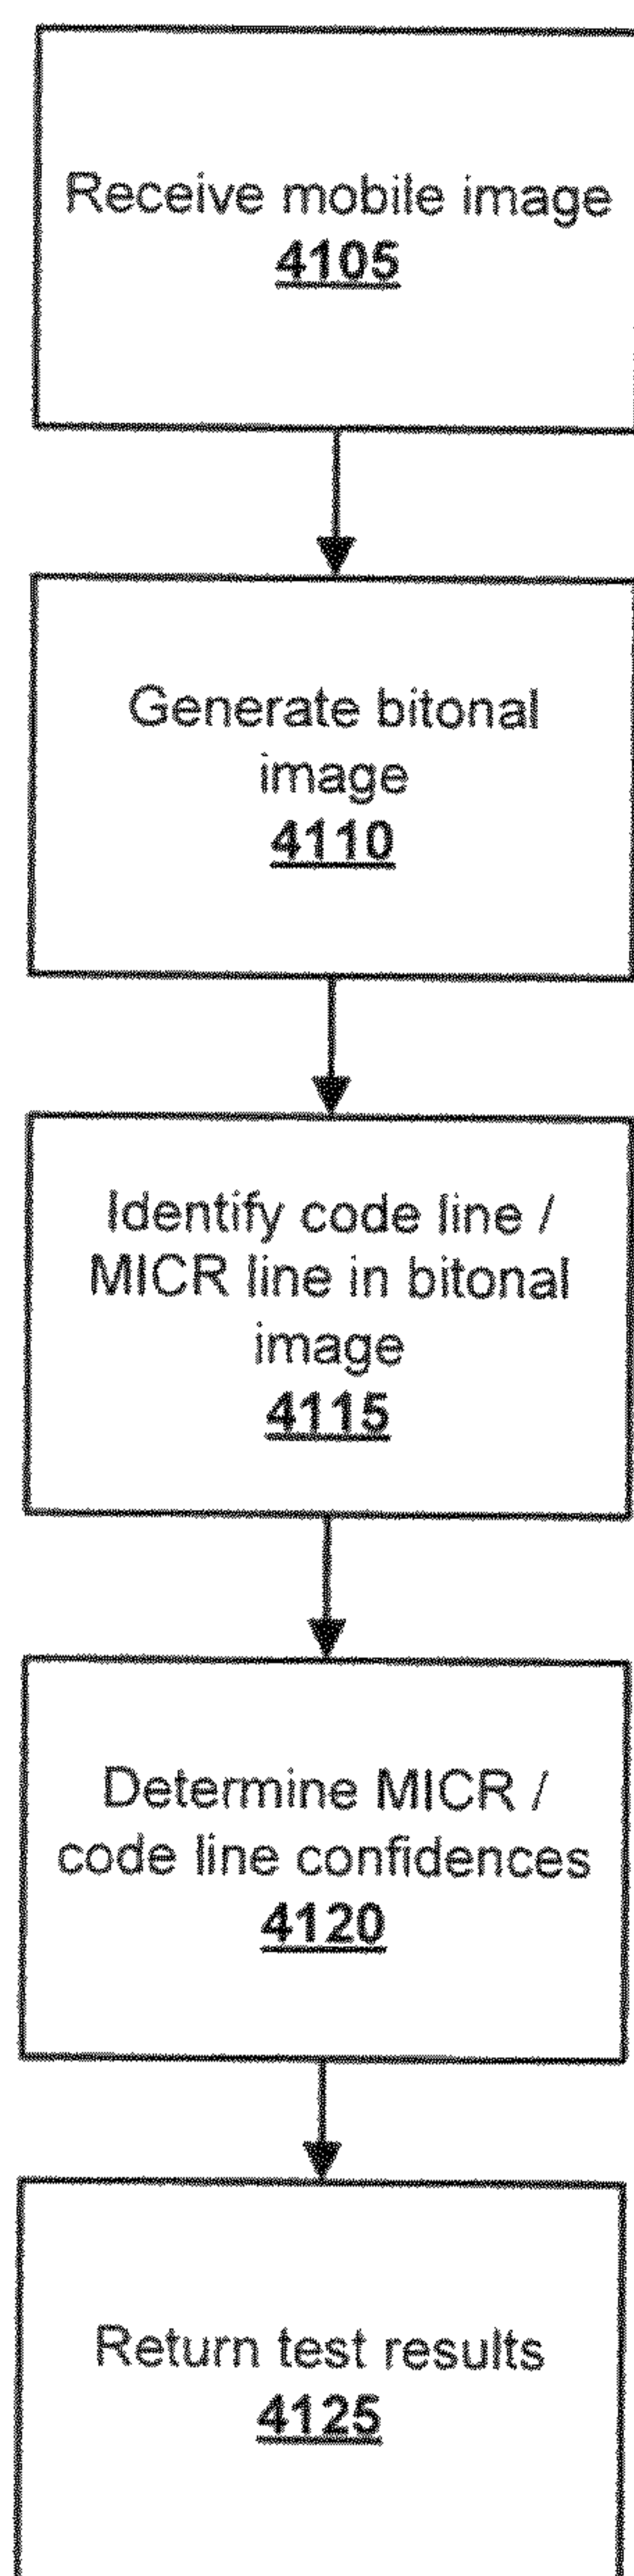 Receive mobile image
4105
Generate bitonal
image
4110
Identify code line /
MICR line in bitonal
image
4115
Determine MICR /
code line confidences
4120
Return test results
4125